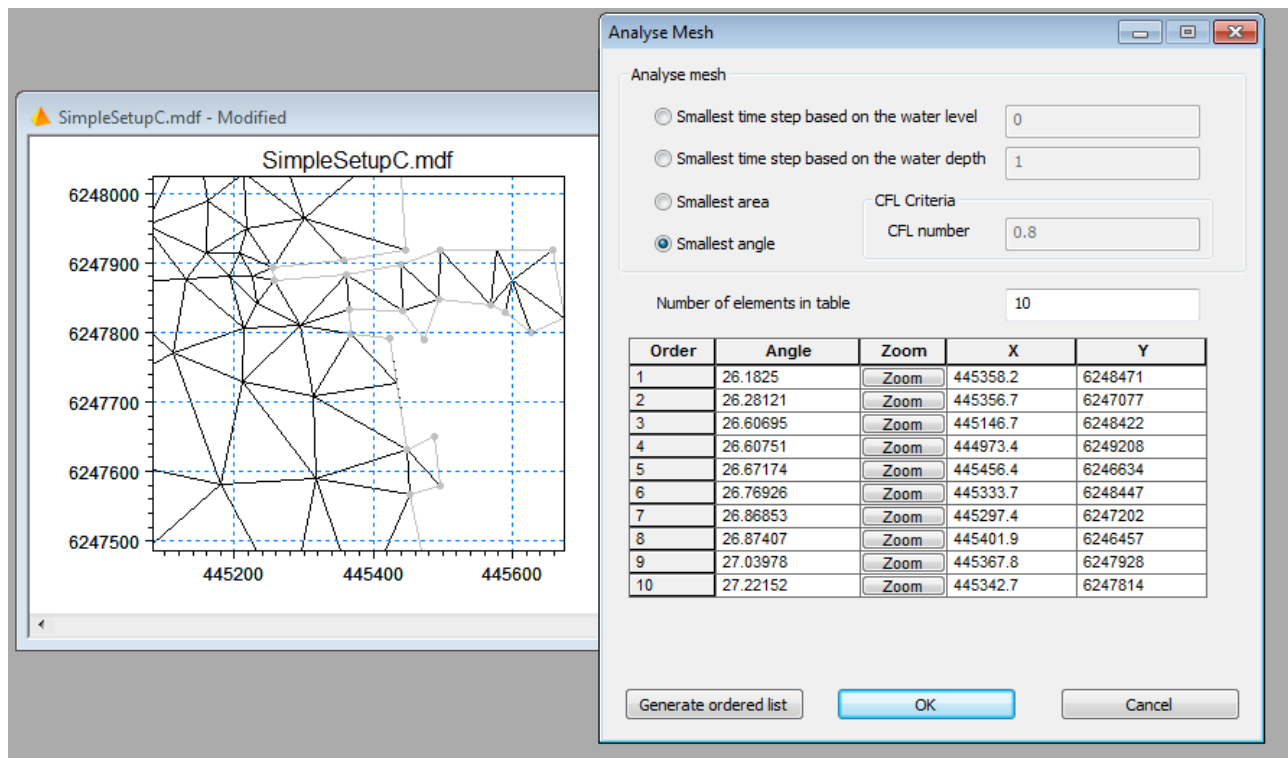 SimpleSetupC.mdf - Modified
SimpleSetupC.mdf
6248000
6247900
6247800
6247700
6247600
6247500
445200 445400 445600
Analyse Mesh
Analyse mesh
Smallest time step based on the water level 0
Smallest time step based on the water depth 1
Smallest area
CFL Criteria
Smallest angle
CFL number 0.8
Number of elements in table 10
Order Angle Zoom X Y
1 26.1825 Zoom 445358.2 6248471
2 26.28121 Zoom 445356.7 6247077
3 26.60695 Zoom 445146.7 6248422
4 26.60751 Zoom 444973.4 6249208
5 26.67174 Zoom 445456.4 6246634
6 26.76926 Zoom 445333.7 6248447
7 26.86853 Zoom 445297.4 6247202
8 26.87407 Zoom 445401.9 6246457
9 27.03978 Zoom 445367.8 6247928
10 27.22152 Zoom 445342.7 6247814
Generate ordered list OK Cancel